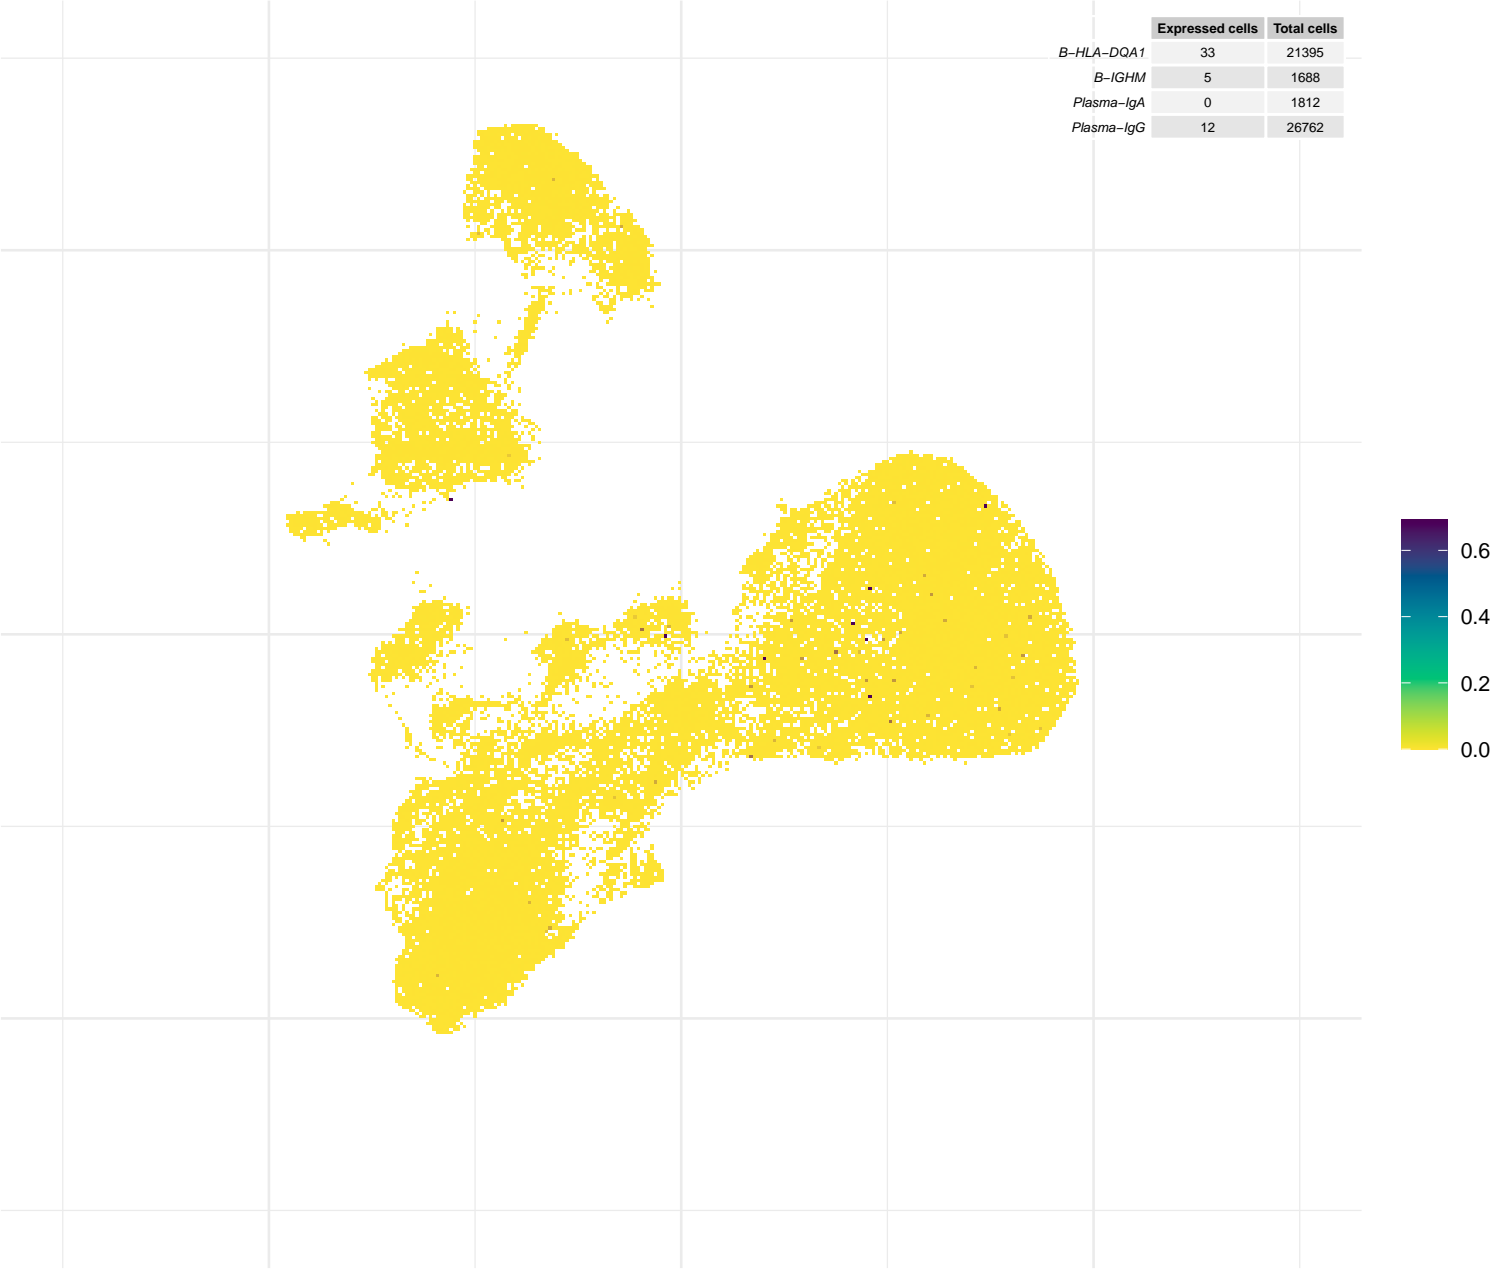 Expressed cells Total cells
B−HLA−DQA1 33 21395
B−IGHM 5 1688
Plasma−IgA 0 1812
Plasma−IgG 12 26762
0.6
0.4
0.2
0.0